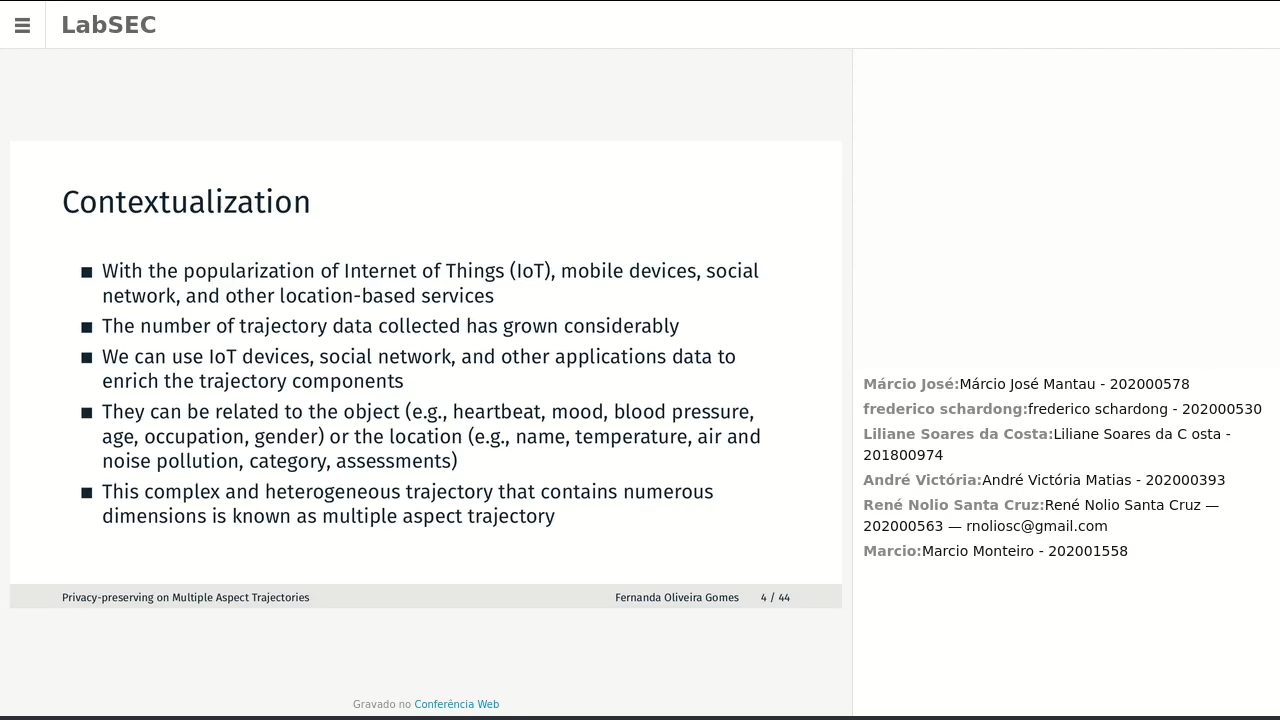 LabSEC
Contextualization
■ With the popularization of Internet of Things (IoT), mobile devices, social
network, and other location-based services
■ The number of trajectory data collected has grown considerably
■ We can use IoT devices, social network, and other applications data to
enrich the trajectory components
■ They can be related to the object (e.g., heartbeat, mood, blood pressure,
age, occupation, gender) or the location (e.g., name, temperature, air and
noise pollution, category, assessments)
■ This complex and heterogeneous trajectory that contains numerous
dimensions is known as multiple aspect trajectory
Privacy-preserving on Multiple Aspect Trajectories Fernanda Oliveira Gomes 4 / 44
Gravado no Conferência Web
Márcio José:Márcio José Mantau - 202000578
frederico schardong:frederico schardong - 202000530
Liliane Soares da Costa:Liliane Soares da C osta -
201800974
André Victória:André Victória Matias - 202000393
René Nolio Santa Cruz:René Nolio Santa Cruz —
202000563 — rnoliosc@gmail.com
Marcio:Marcio Monteiro - 202001558